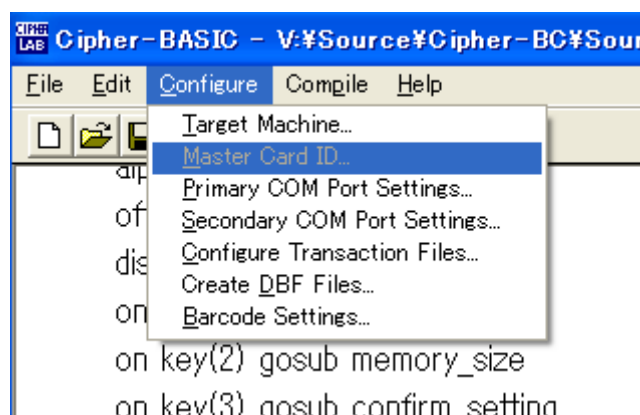 CIPHER LAB Cipher-BASIC - V:¥Source¥Cipher-BC¥Sour
File Edit Configure Compile Help
Target Machine...
Master Card ID...
Primary COM Port Settings...
of
Secondary COM Port Settings...
dis
Configure Transaction Files...
Create DBF Files...
on
Barcode Settings...
on key(2) gosub memory_size
on key(3) gosub confirm_setting